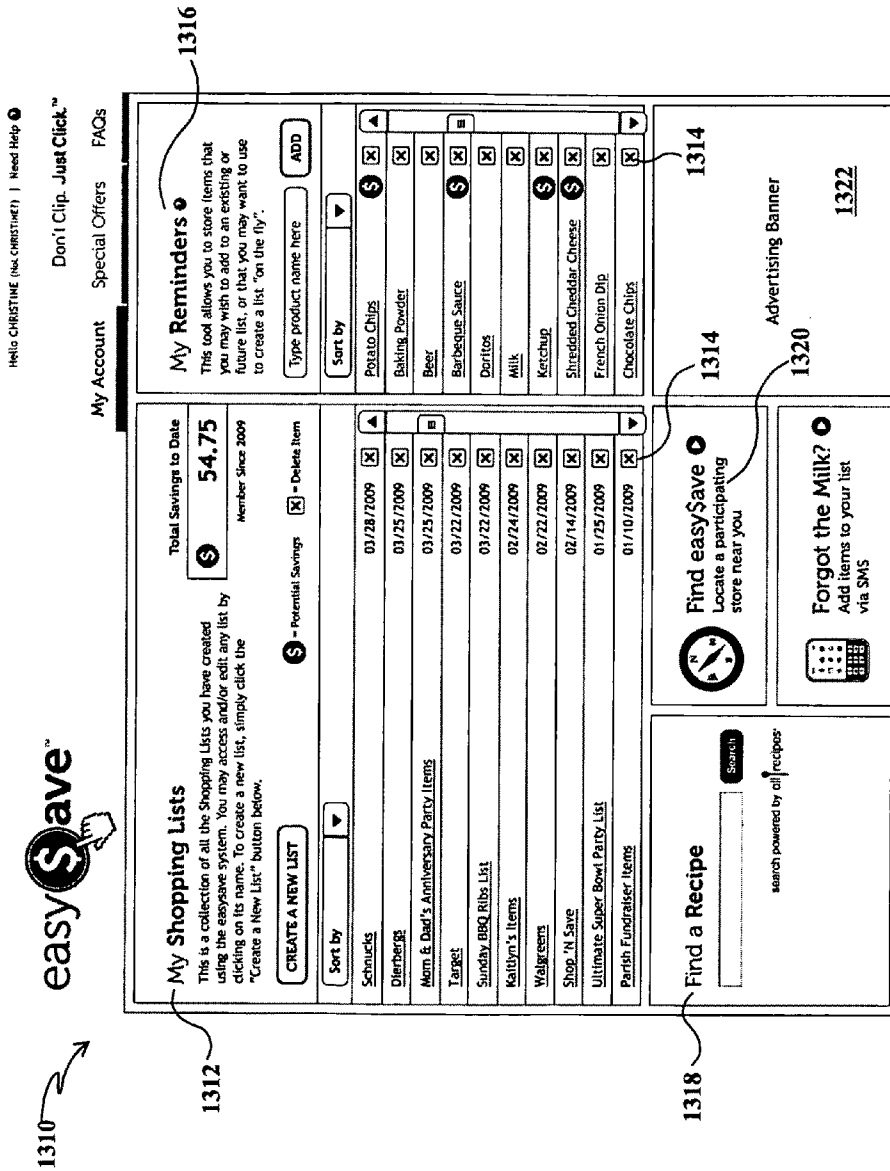 1310
easy$ave™
Hello CHRISTINE (Not CHRISTINE?) | Need Help
Don't Clip. Just Click.™
My Account
Special Offers
FAQs
1312
My Shopping Lists
This is a collection of all the Shopping Lists you have created
using the easysave system. You may access and/or edit any list by
clicking on its name. To create a new list, simply click the
"Create a New List" button below.
Total Savings to Date
$ 54.75
Member Since 2009
CREATE A NEW LIST
$ = Potential Savings
X = Delete Item
Sort by
Schnucks 03/28/2009 X
Dierbergs 03/25/2009 X
Mom & Dad's Anniversary Party Items 03/25/2009 X
Target 03/22/2009 X
Sunday BBQ Ribs List 03/22/2009 X
Kaitlyn's Items 02/24/2009 X
Walgreens 02/22/2009 X
Shop 'N Save 02/14/2009 X
Ultimate Super Bowl Party List 01/25/2009 X
Parish Fundraiser Items 01/10/2009 X
1314
1316
My Reminders
This tool allows you to store items that
you may wish to add to an existing or
future list, or that you may want to use
to create a list "on the fly".
Type product name here
ADD
Sort by
Potato Chips $ X
Baking Powder X
Beer X
Barbeque Sauce $ X
Doritos X
Milk X
Ketchup $ X
Shredded Cheddar Cheese $ X
French Onion Dip X
Chocolate Chips X
1314
1318
Find a Recipe
Search
search powered by allrecipes
Find easy$ave
Locate a participating
store near you
N
S
1320
Forgot the Milk?
Add items to your list
via SMS
Advertising Banner
1322